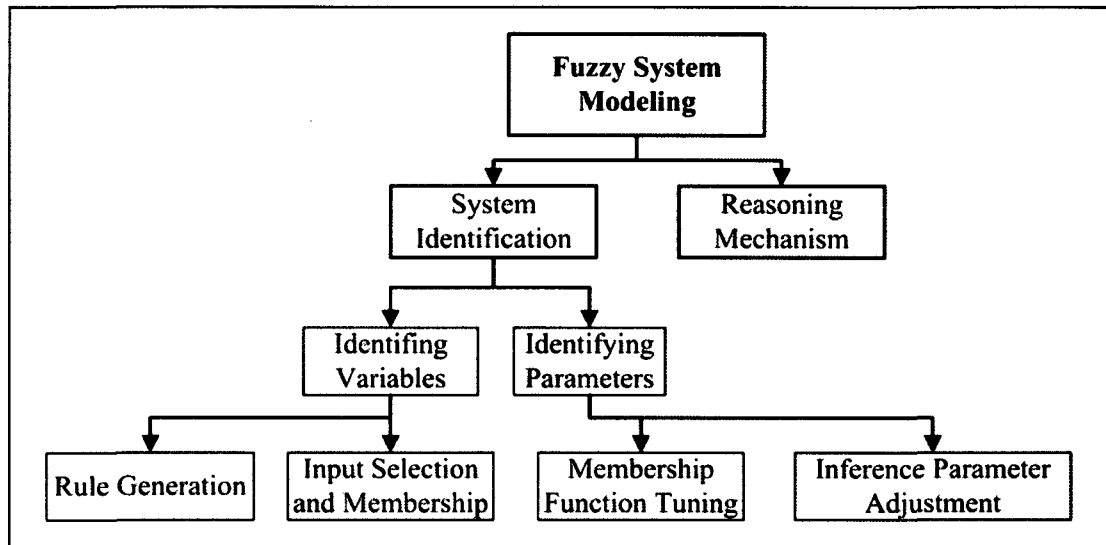 Fuzzy System
Modeling
System
Identification
Reasoning
Mechanism
Identifing
Variables
Identifying
Parameters
Rule Generation
Input Selection
and Membership
Membership
Function Tuning
Inference Parameter
Adjustment